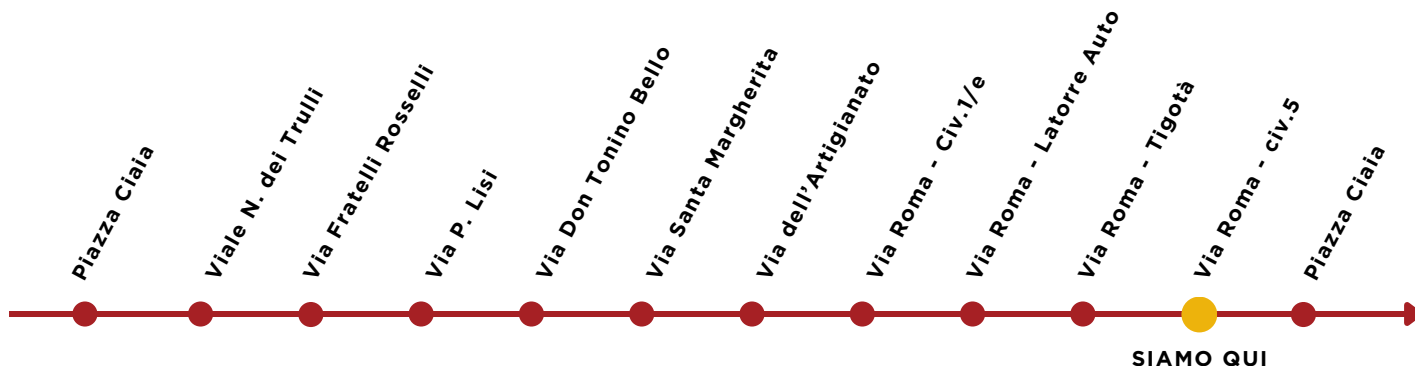 Piazza Ciaia
Viale N. dei Trulli
Via Fratelli Rosselli
Via P. Lisi
Via Don Tonino Bello
Via Santa Margherita
Via dell'Artigianato
Via Roma - Civ.1/e
Via Roma - Latorre Auto
Via Roma - Tigotà
Via Roma - civ.5
Piazza Ciaia
SIAMO QUI